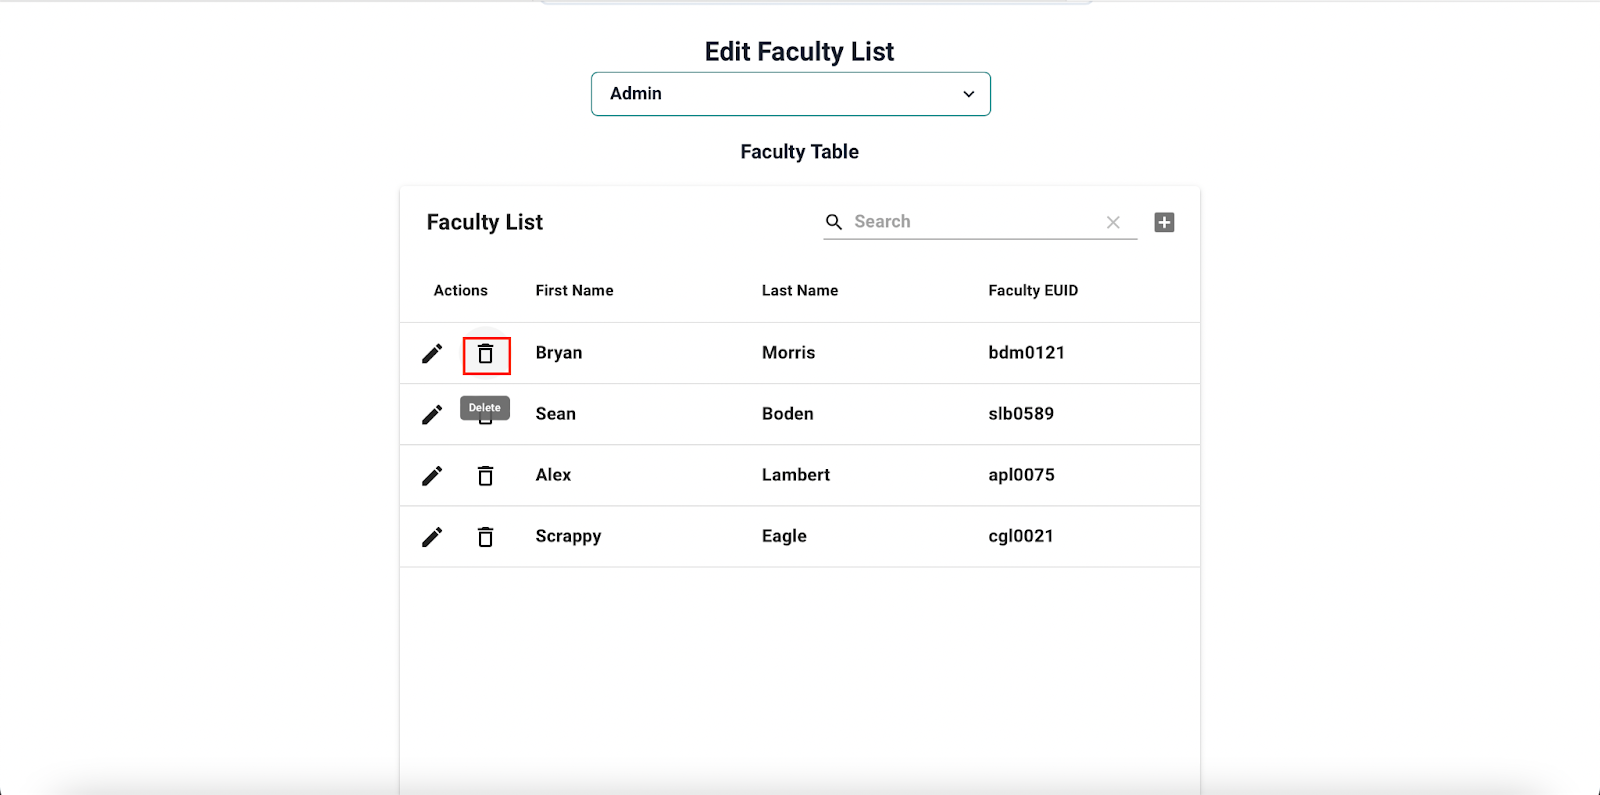 Edit Faculty List
Admin
Faculty Table
Faculty List Search
Actions First Name Last Name Faculty EUID
Bryan Morris bdm0121
Delete
Sean Boden slb0589
Alex Lambert apl0075
Scrappy Eagle cgl0021